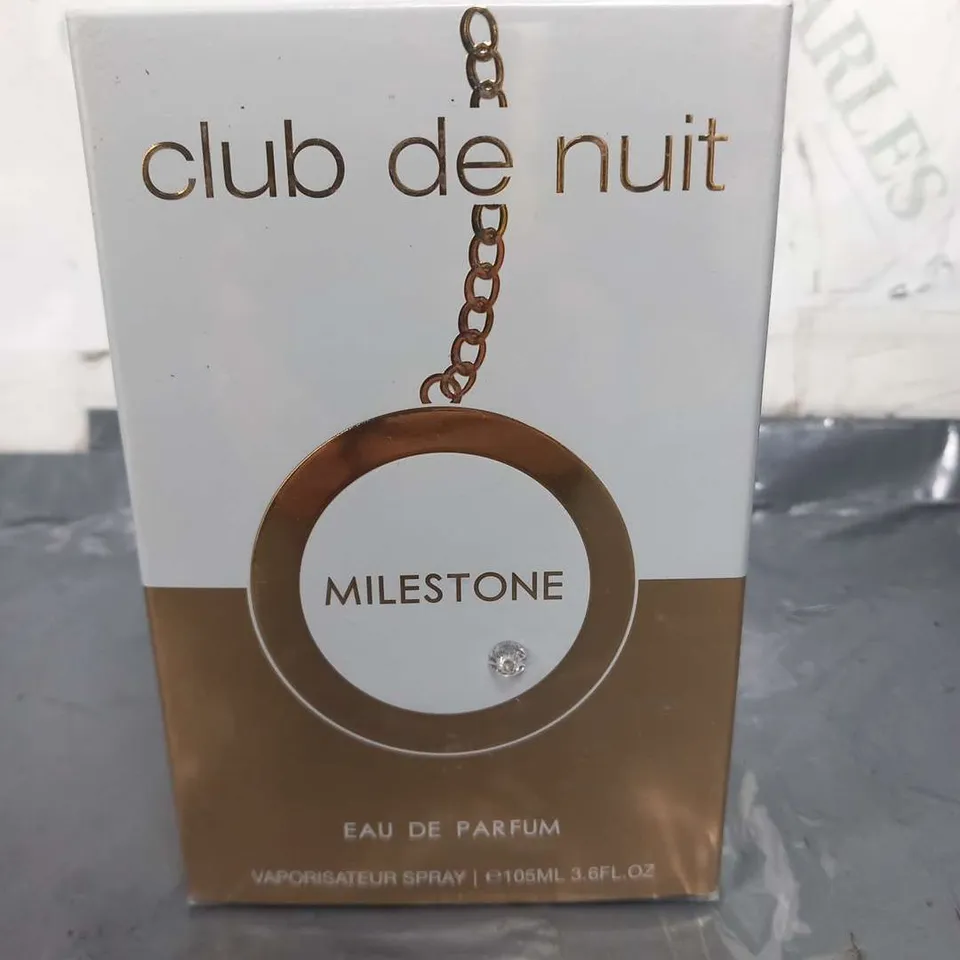 club de nuit
MILESTONE
EAU DE PARFUM
VAPORISATEUR SPRAY | ℮105ML 3.6FL.OZ